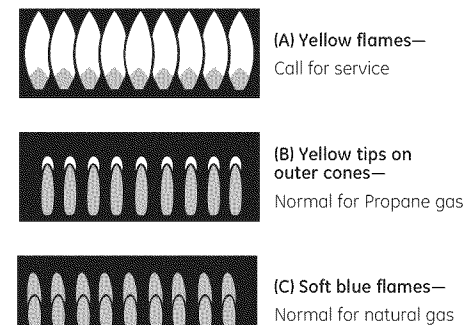 (A) Yellow flames—
Call for service
(B) Yellow tips on
outer cones—
Normal for Propane gas
(C) Soft blue flames—
Normal for natural gas